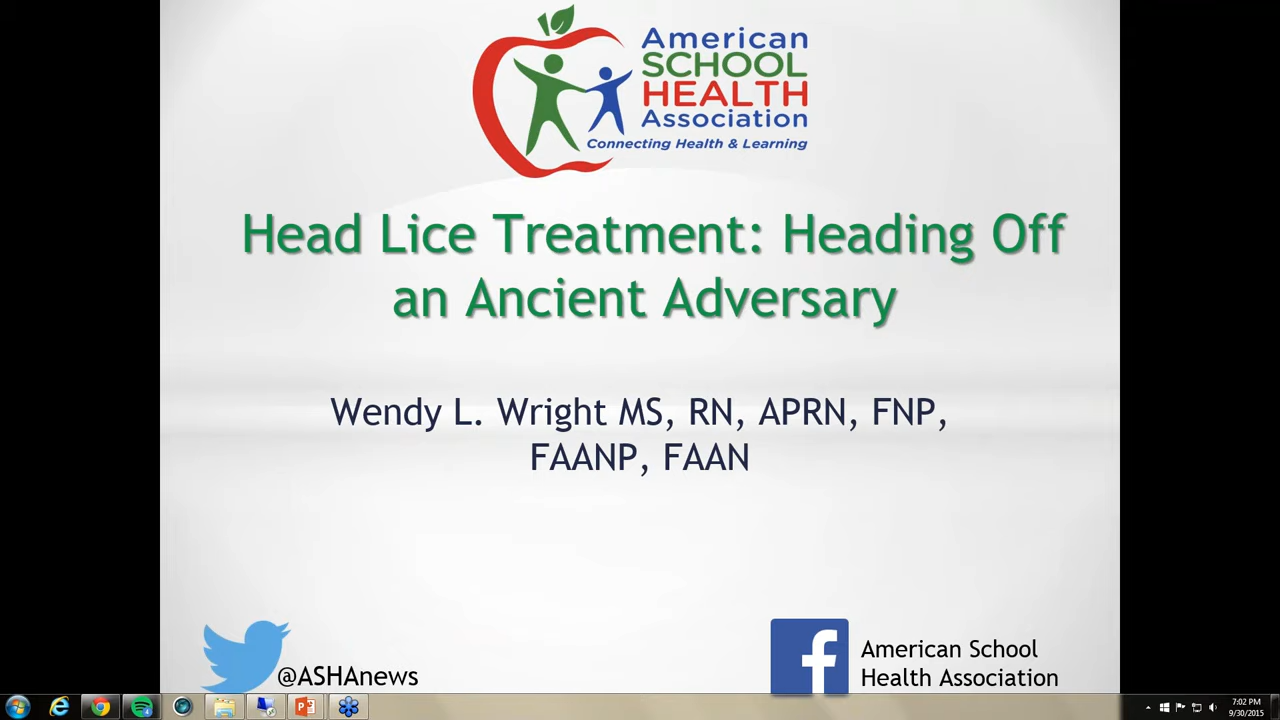 American
SCHOOL
HEALTH
Association
Connecting Health & Learning
Head Lice Treatment: Heading Off
an Ancient Adversary
Wendy L. Wright MS, RN, APRN, FNP,
FAANP, FAAN
@ASHAnews
American School
Health Association
7:02 PM
9/30/2015